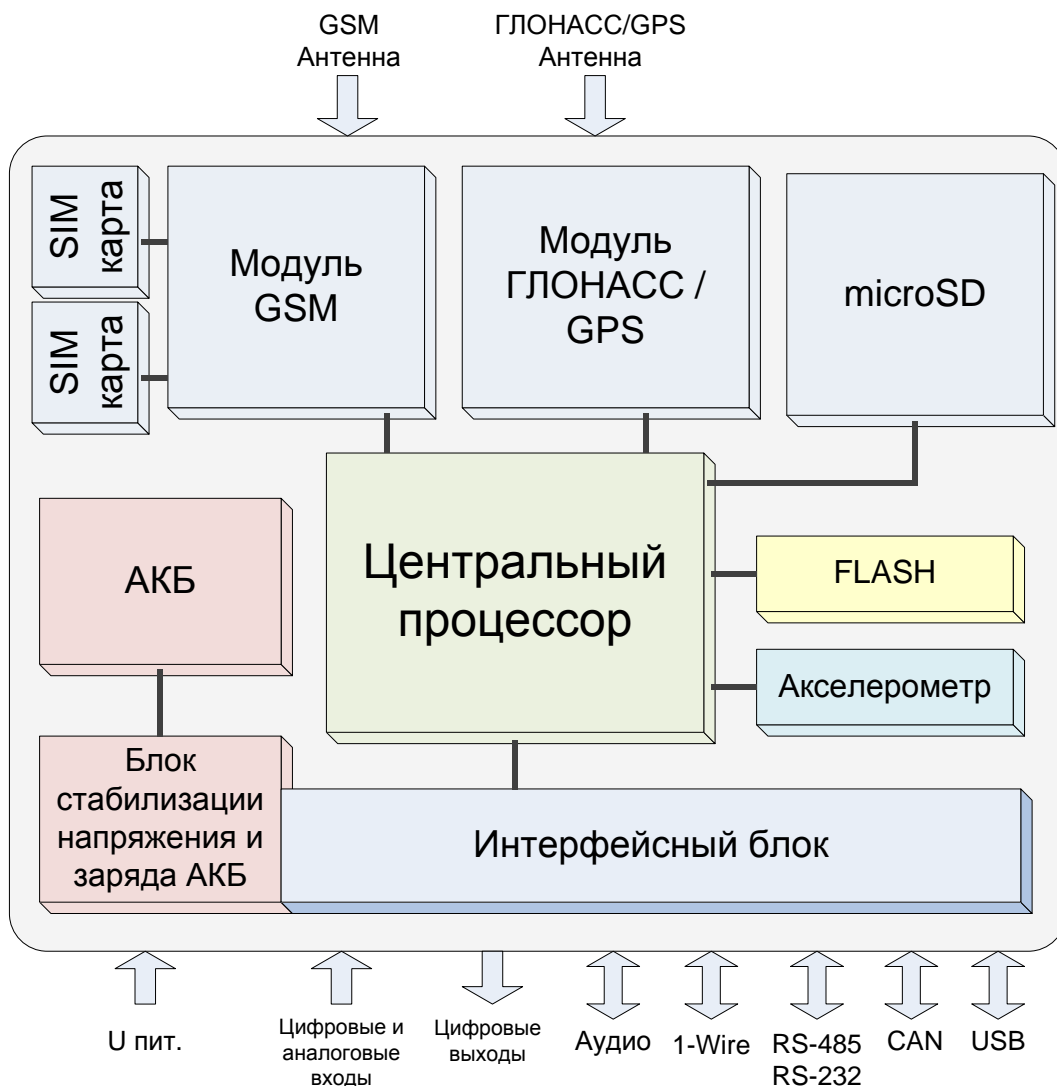 GSM
Антенна
ГЛОНАСС/GPS
Антенна
SIM
карта
SIM
карта
Модуль
GSM
Модуль
ГЛОНАСС /
GPS
microSD
АКБ
Центральный
процессор
FLASH
Акселерометр
Блок
стабилизации
напряжения и
заряда АКБ
Интерфейсный блок
U пит.
Цифровые и
аналоговые
входы
Цифровые
выходы
Аудио
1-Wire
RS-485
RS-232
CAN
USB